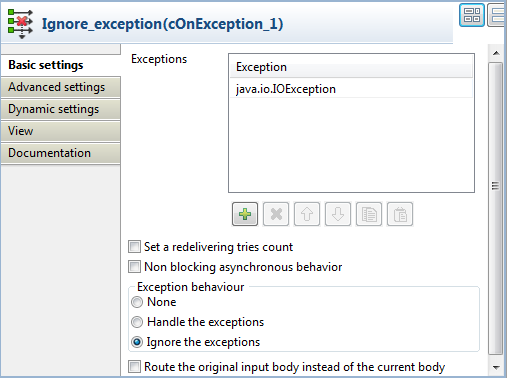 Ignore_exception(cOnException_1)
Basic settings
Advanced settings
Dynamic settings
View
Documentation
Exceptions
Exception
java.io.IOException
Set a redelivering tries count
Non blocking asynchronous behavior
Exception behaviour
None
Handle the exceptions
Ignore the exceptions
Route the original input body instead of the current body